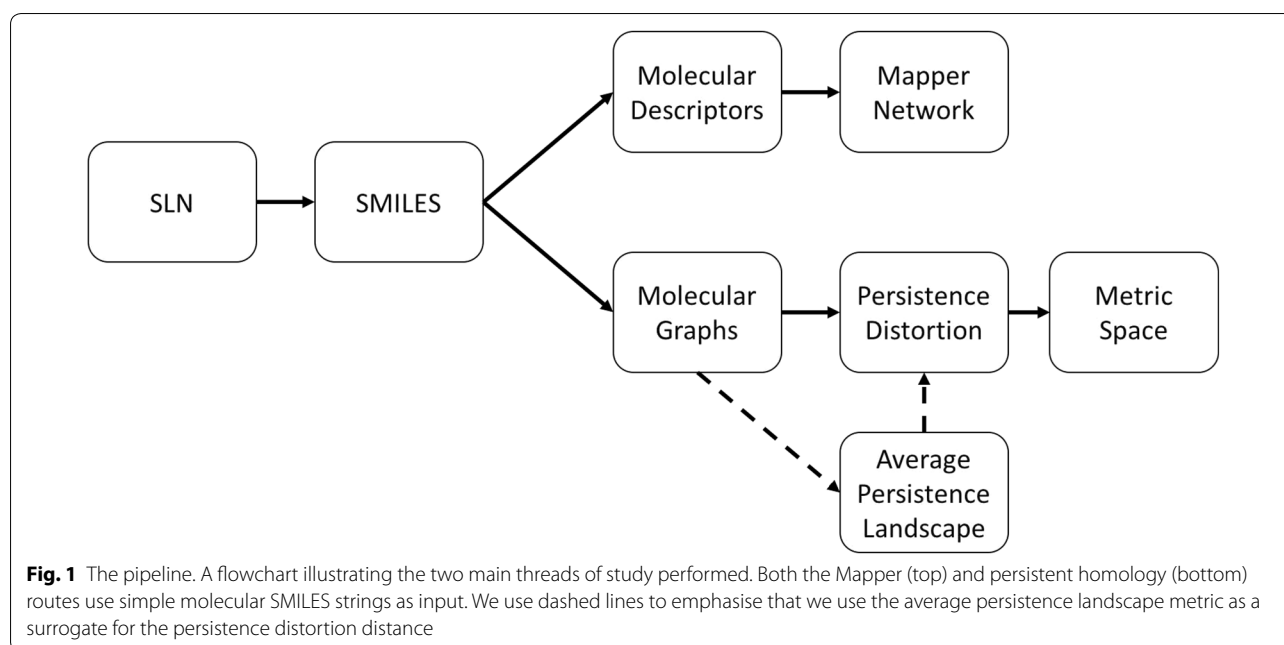 Molecular
Descriptors
Mapper
Network
SLN
SMILES
Molecular
Graphs
Persistence
Distortion
Metric
Space
Average
Persistence
Landscape
Fig. 1 The pipeline. A flowchart illustrating the two main threads of study performed. Both the Mapper (top) and persistent homology (bottom)
routes use simple molecular SMILES strings as input. We use dashed lines to emphasise that we use the average persistence landscape metric as a
surrogate for the persistence distortion distance